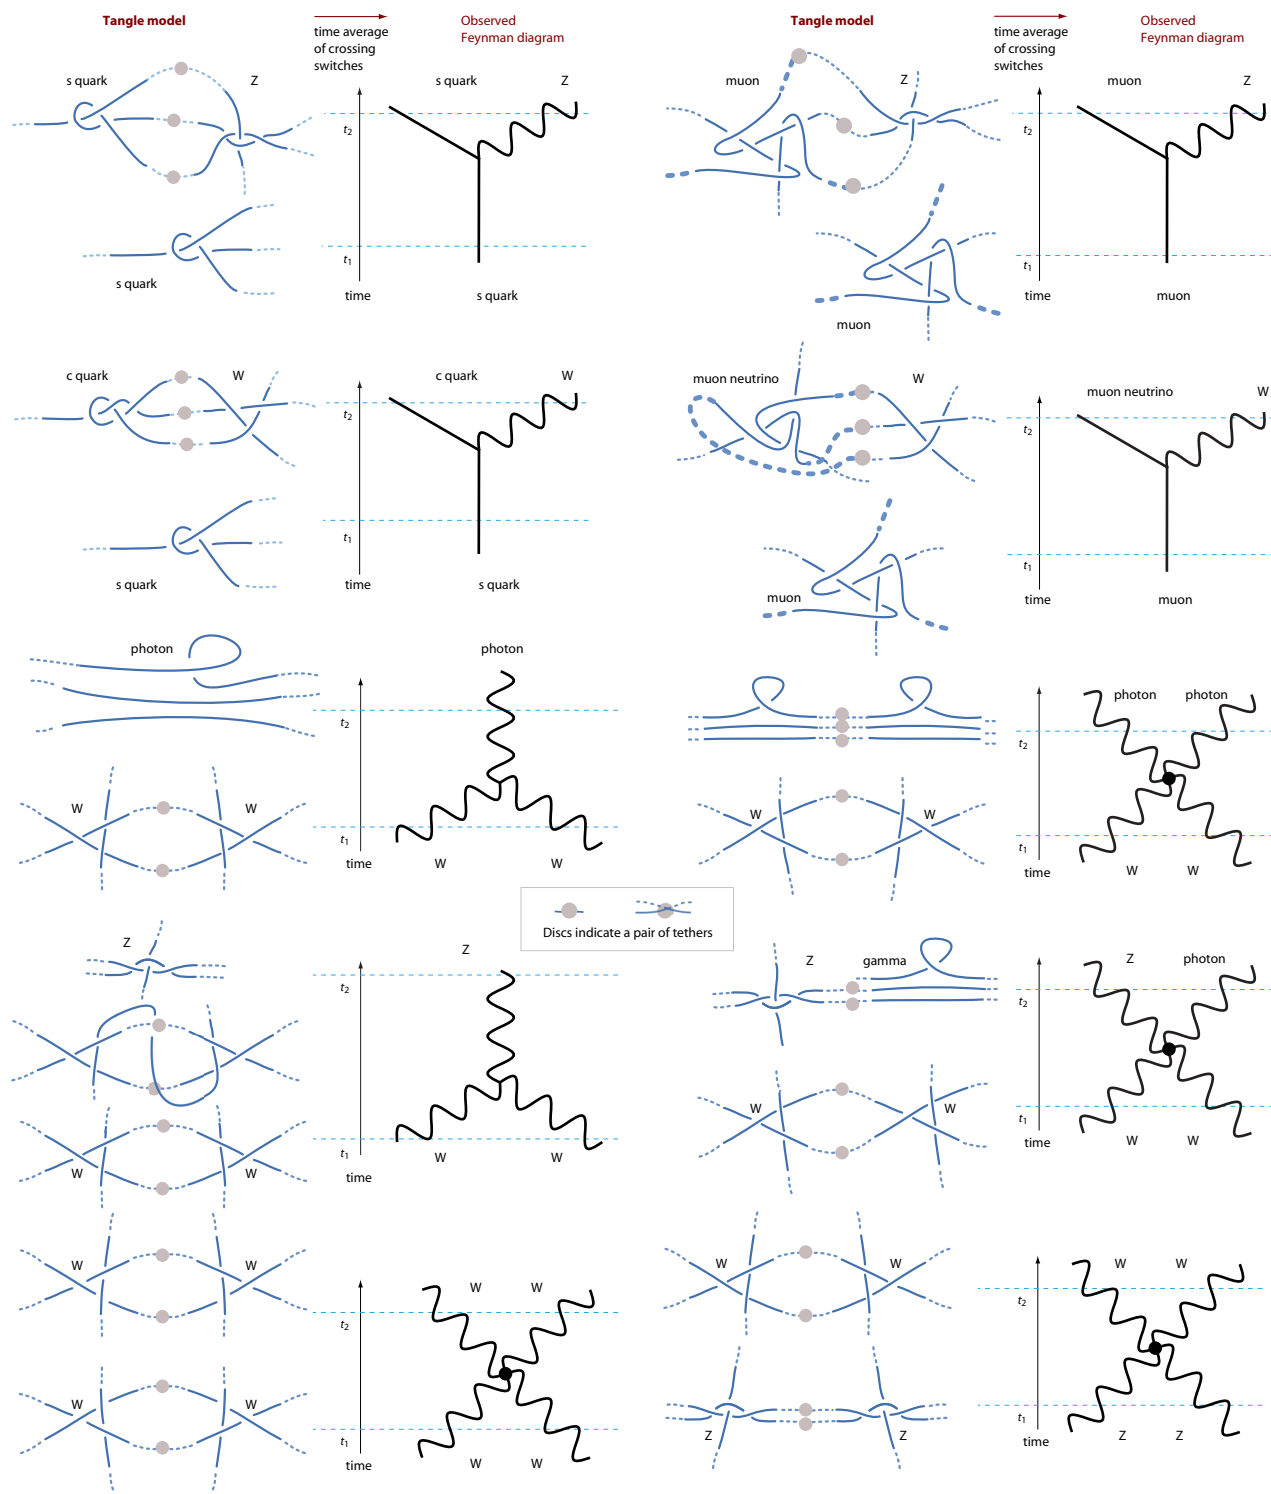 Tangle model
time average
of crossing
switches
Observed
Feynman diagram
s quark
Z
s quark
t2
t1
time
s quark
Z
s quark
Tangle model
time average
of crossing
switches
Observed
Feynman diagram
muon
Z
muon
t2
t1
time
muon
Z
muon
c quark
W
s quark
t2
t1
time
c quark
W
s quark
muon neutrino
W
muon
t2
t1
time
muon neutrino
W
muon
photon
W
W
t2
t1
time
photon
W
W
W
W
t2
t1
time
photon
photon
W
W
Discs indicate a pair of tethers
Z
W
W
t2
t1
time
Z
W
W
Z
gamma
W
W
t2
t1
time
Z
photon
W
W
W
W
W
W
t2
t1
time
W
W
W
W
W
W
Z
Z
t2
t1
time
W
W
Z
Z